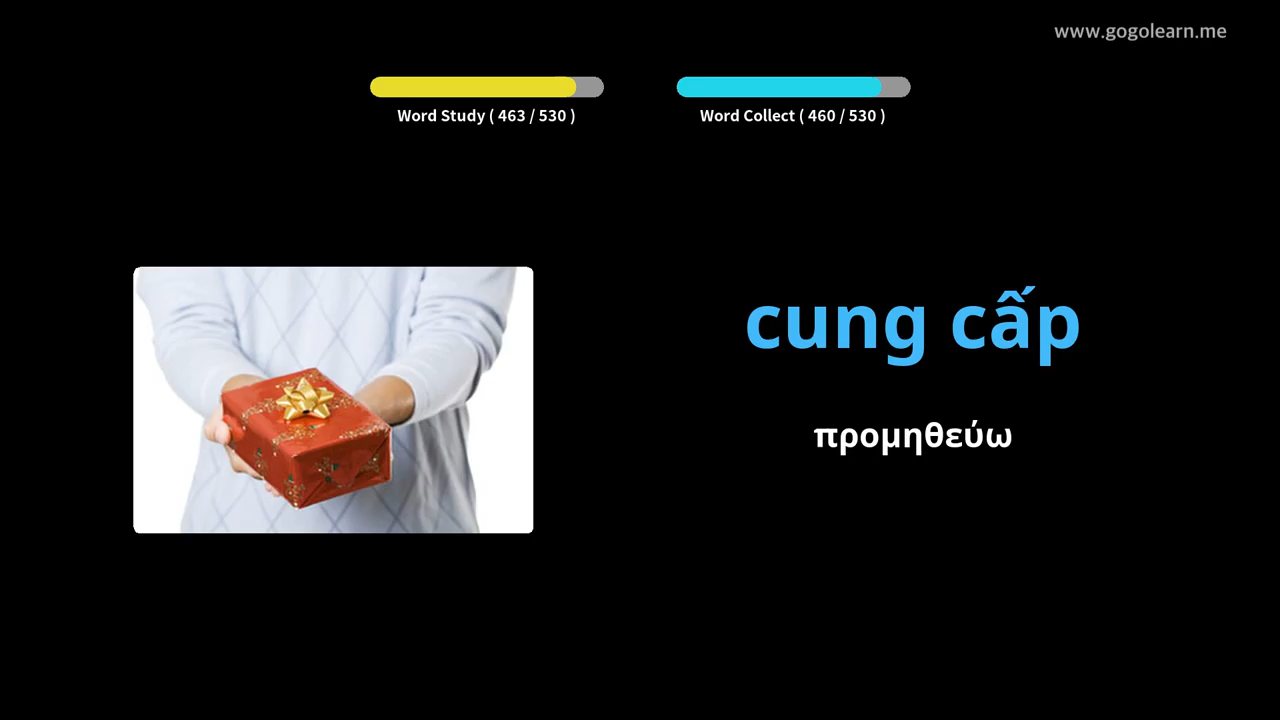 www.gogolearn.me
Word Study ( 463 / 530 )
Word Collect ( 460 / 530 )
cung cấp
προμηθεύω